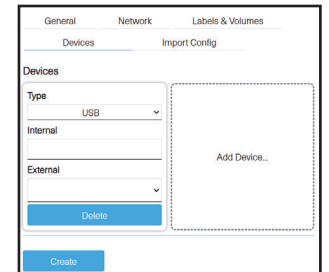 General Network Labels & Volumes
Devices Import Config
Devices
Type
USB
Internal
Add Device...
External
Delete
Create